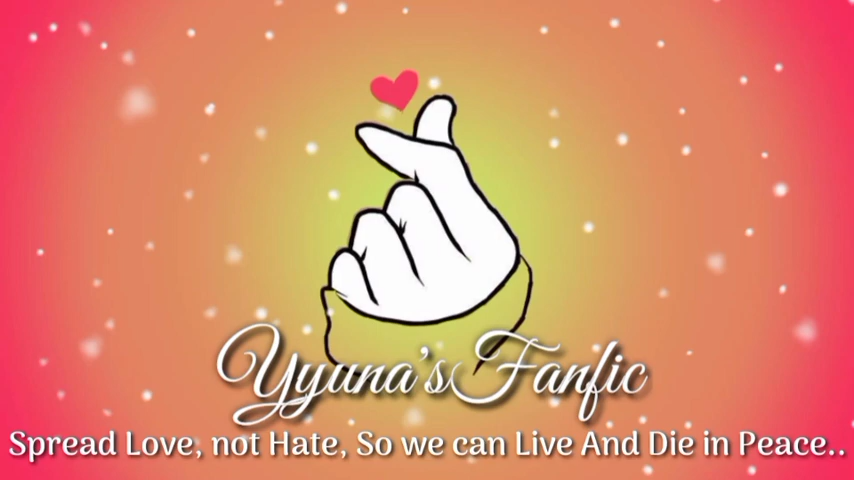 Yyuna's Fanfic
Spread Love, not Hate, So we can Live And Die in Peace..